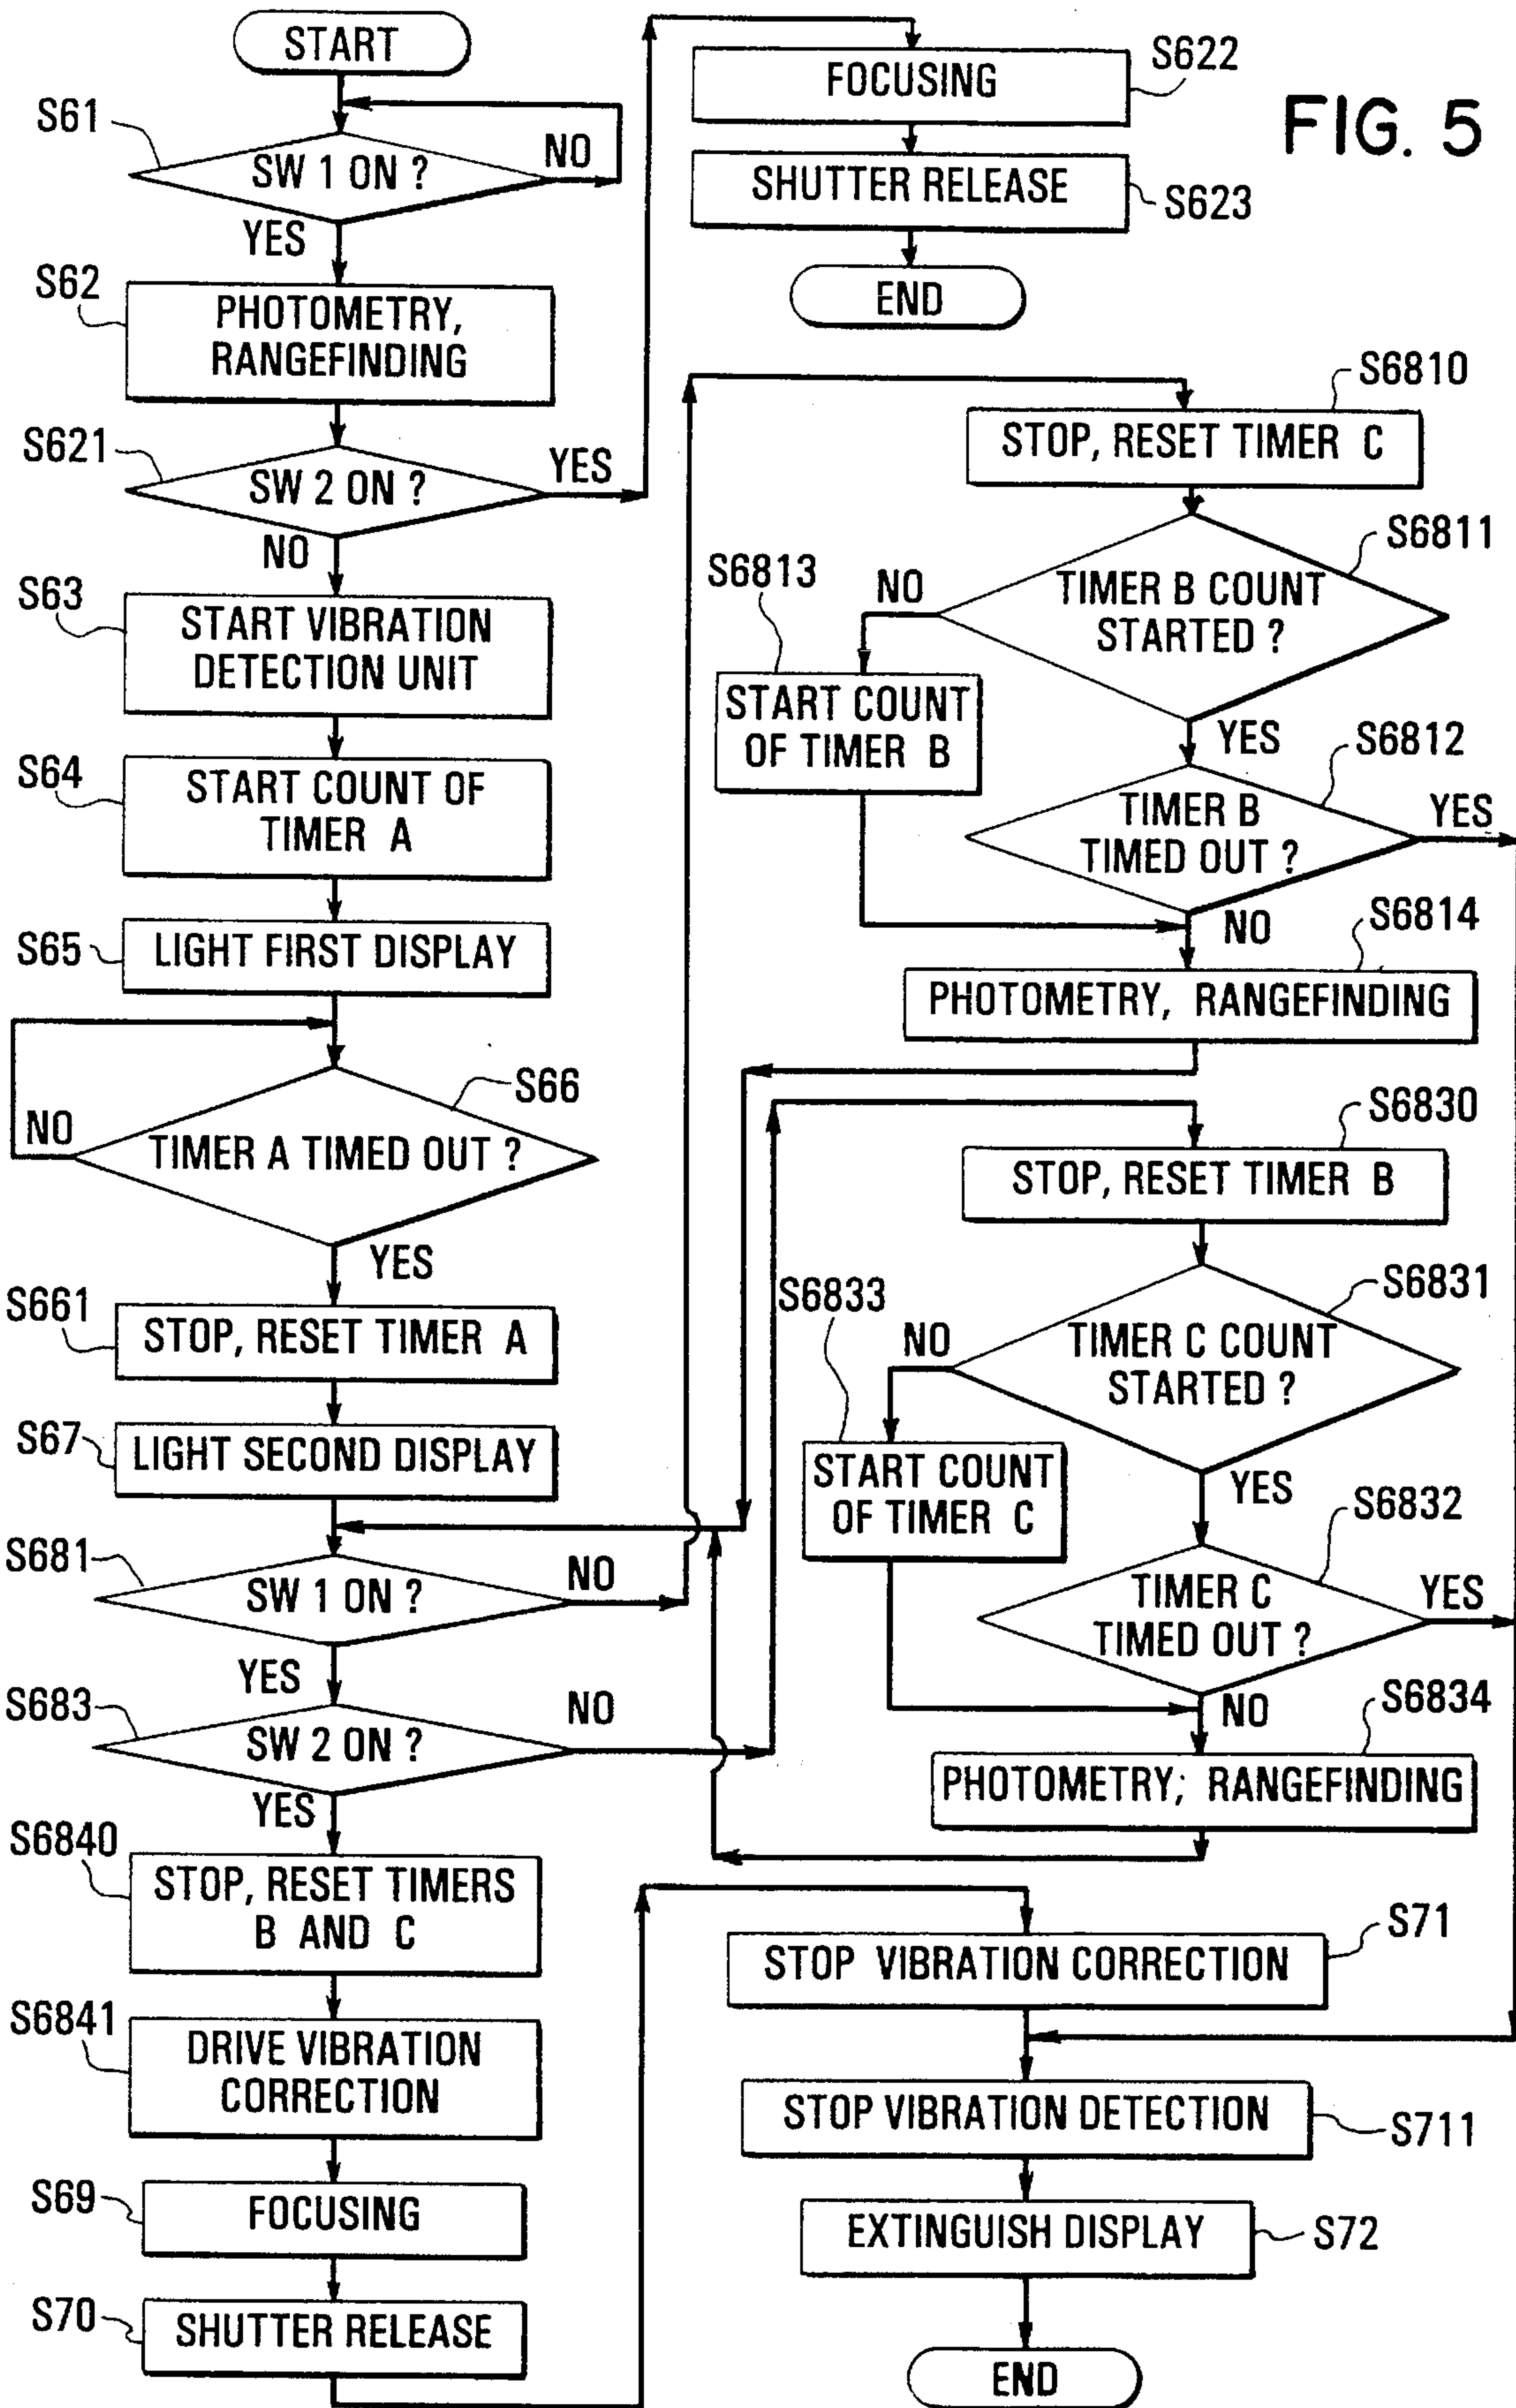 FIG. 5
START
S61
SW 1 ON ?
NO
YES
S62
PHOTOMETRY,
RANGEFINDING
S621
SW 2 ON ?
YES
NO
S63
START VIBRATION
DETECTION UNIT
S64
START COUNT OF
TIMER A
S65
LIGHT FIRST DISPLAY
S66
NO
TIMER A TIMED OUT ?
YES
S661
STOP, RESET TIMER A
S67
LIGHT SECOND DISPLAY
S681
SW 1 ON ?
NO
YES
S683
SW 2 ON ?
NO
YES
S6840
STOP, RESET TIMERS
B AND C
S6841
DRIVE VIBRATION
CORRECTION
S69
FOCUSING
S70
SHUTTER RELEASE
S622
FOCUSING
SHUTTER RELEASE
S623
END
S6810
STOP, RESET TIMER C
S6811
S6813
NO
TIMER B COUNT
STARTED ?
START COUNT
OF TIMER B
YES
S6812
TIMER B
TIMED OUT ?
YES
NO
S6814
PHOTOMETRY, RANGEFINDING
S6830
STOP, RESET TIMER B
S6831
S6833
NO
TIMER C COUNT
STARTED ?
START COUNT
OF TIMER C
YES
S6832
TIMER C
TIMED OUT ?
YES
NO
S6834
PHOTOMETRY; RANGEFINDING
S71
STOP VIBRATION CORRECTION
STOP VIBRATION DETECTION
S711
EXTINGUISH DISPLAY
S72
END